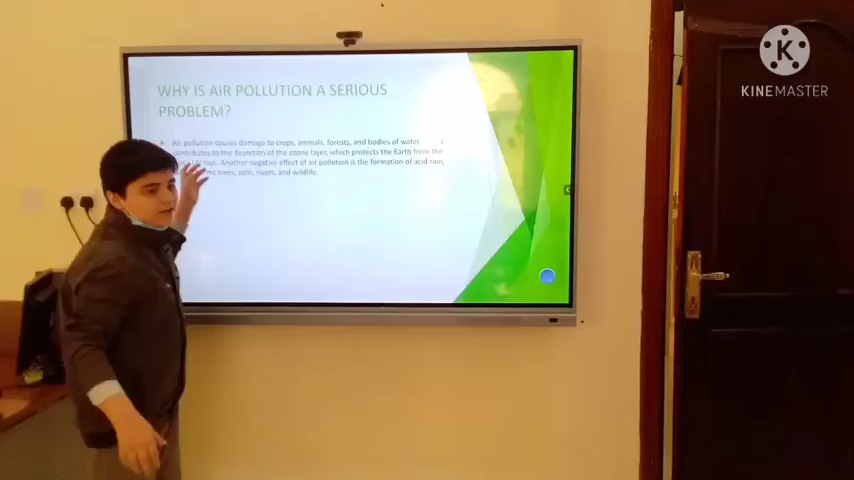 WHY IS AIR POLLUTION A SERIOUS
PROBLEM?
Air pollution causes damage to crops, animals, forests, and bodies of water
contributes to the depletion of the ozone layer, which protects the Earth from the
rays. Another negative effect of air pollution is the formation of acid rain,
trees, soils, rivers, and wildlife.
K
KINEMASTER